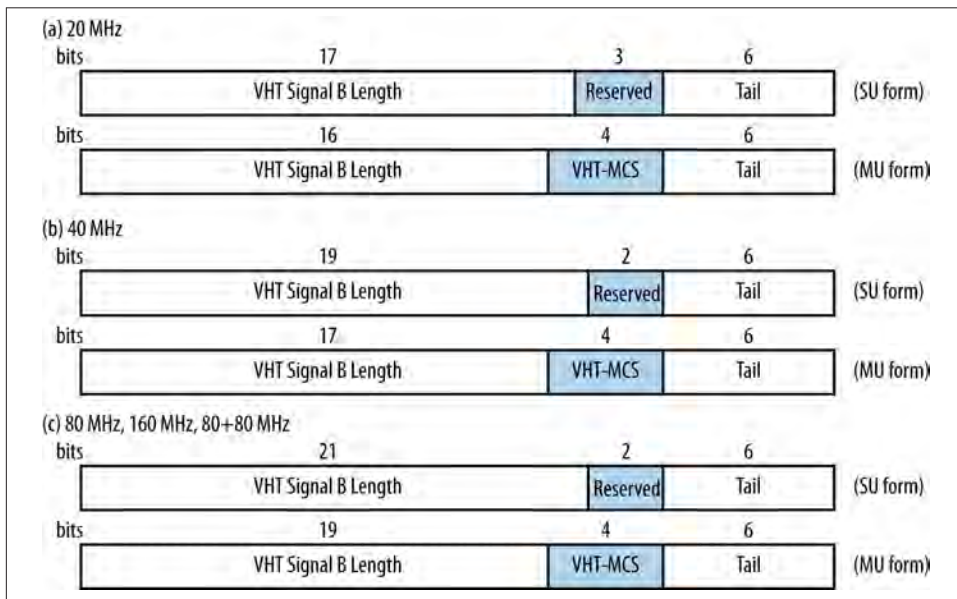 (a) 20 MHz
bits 17 3 6
VHT Signal B Length Reserved Tail (SU form)
bits 16 4 6
VHT Signal B Length VHT-MCS Tail (MU form)
(b) 40 MHz
bits 19 2 6
VHT Signal B Length Reserved Tail (SU form)
bits 17 4 6
VHT Signal B Length VHT-MCS Tail (MU form)
(c) 80 MHz, 160 MHz, 80+80 MHz
bits 21 2 6
VHT Signal B Length Reserved Tail (SU form)
bits 19 4 6
VHT Signal B Length VHT-MCS Tail (MU form)